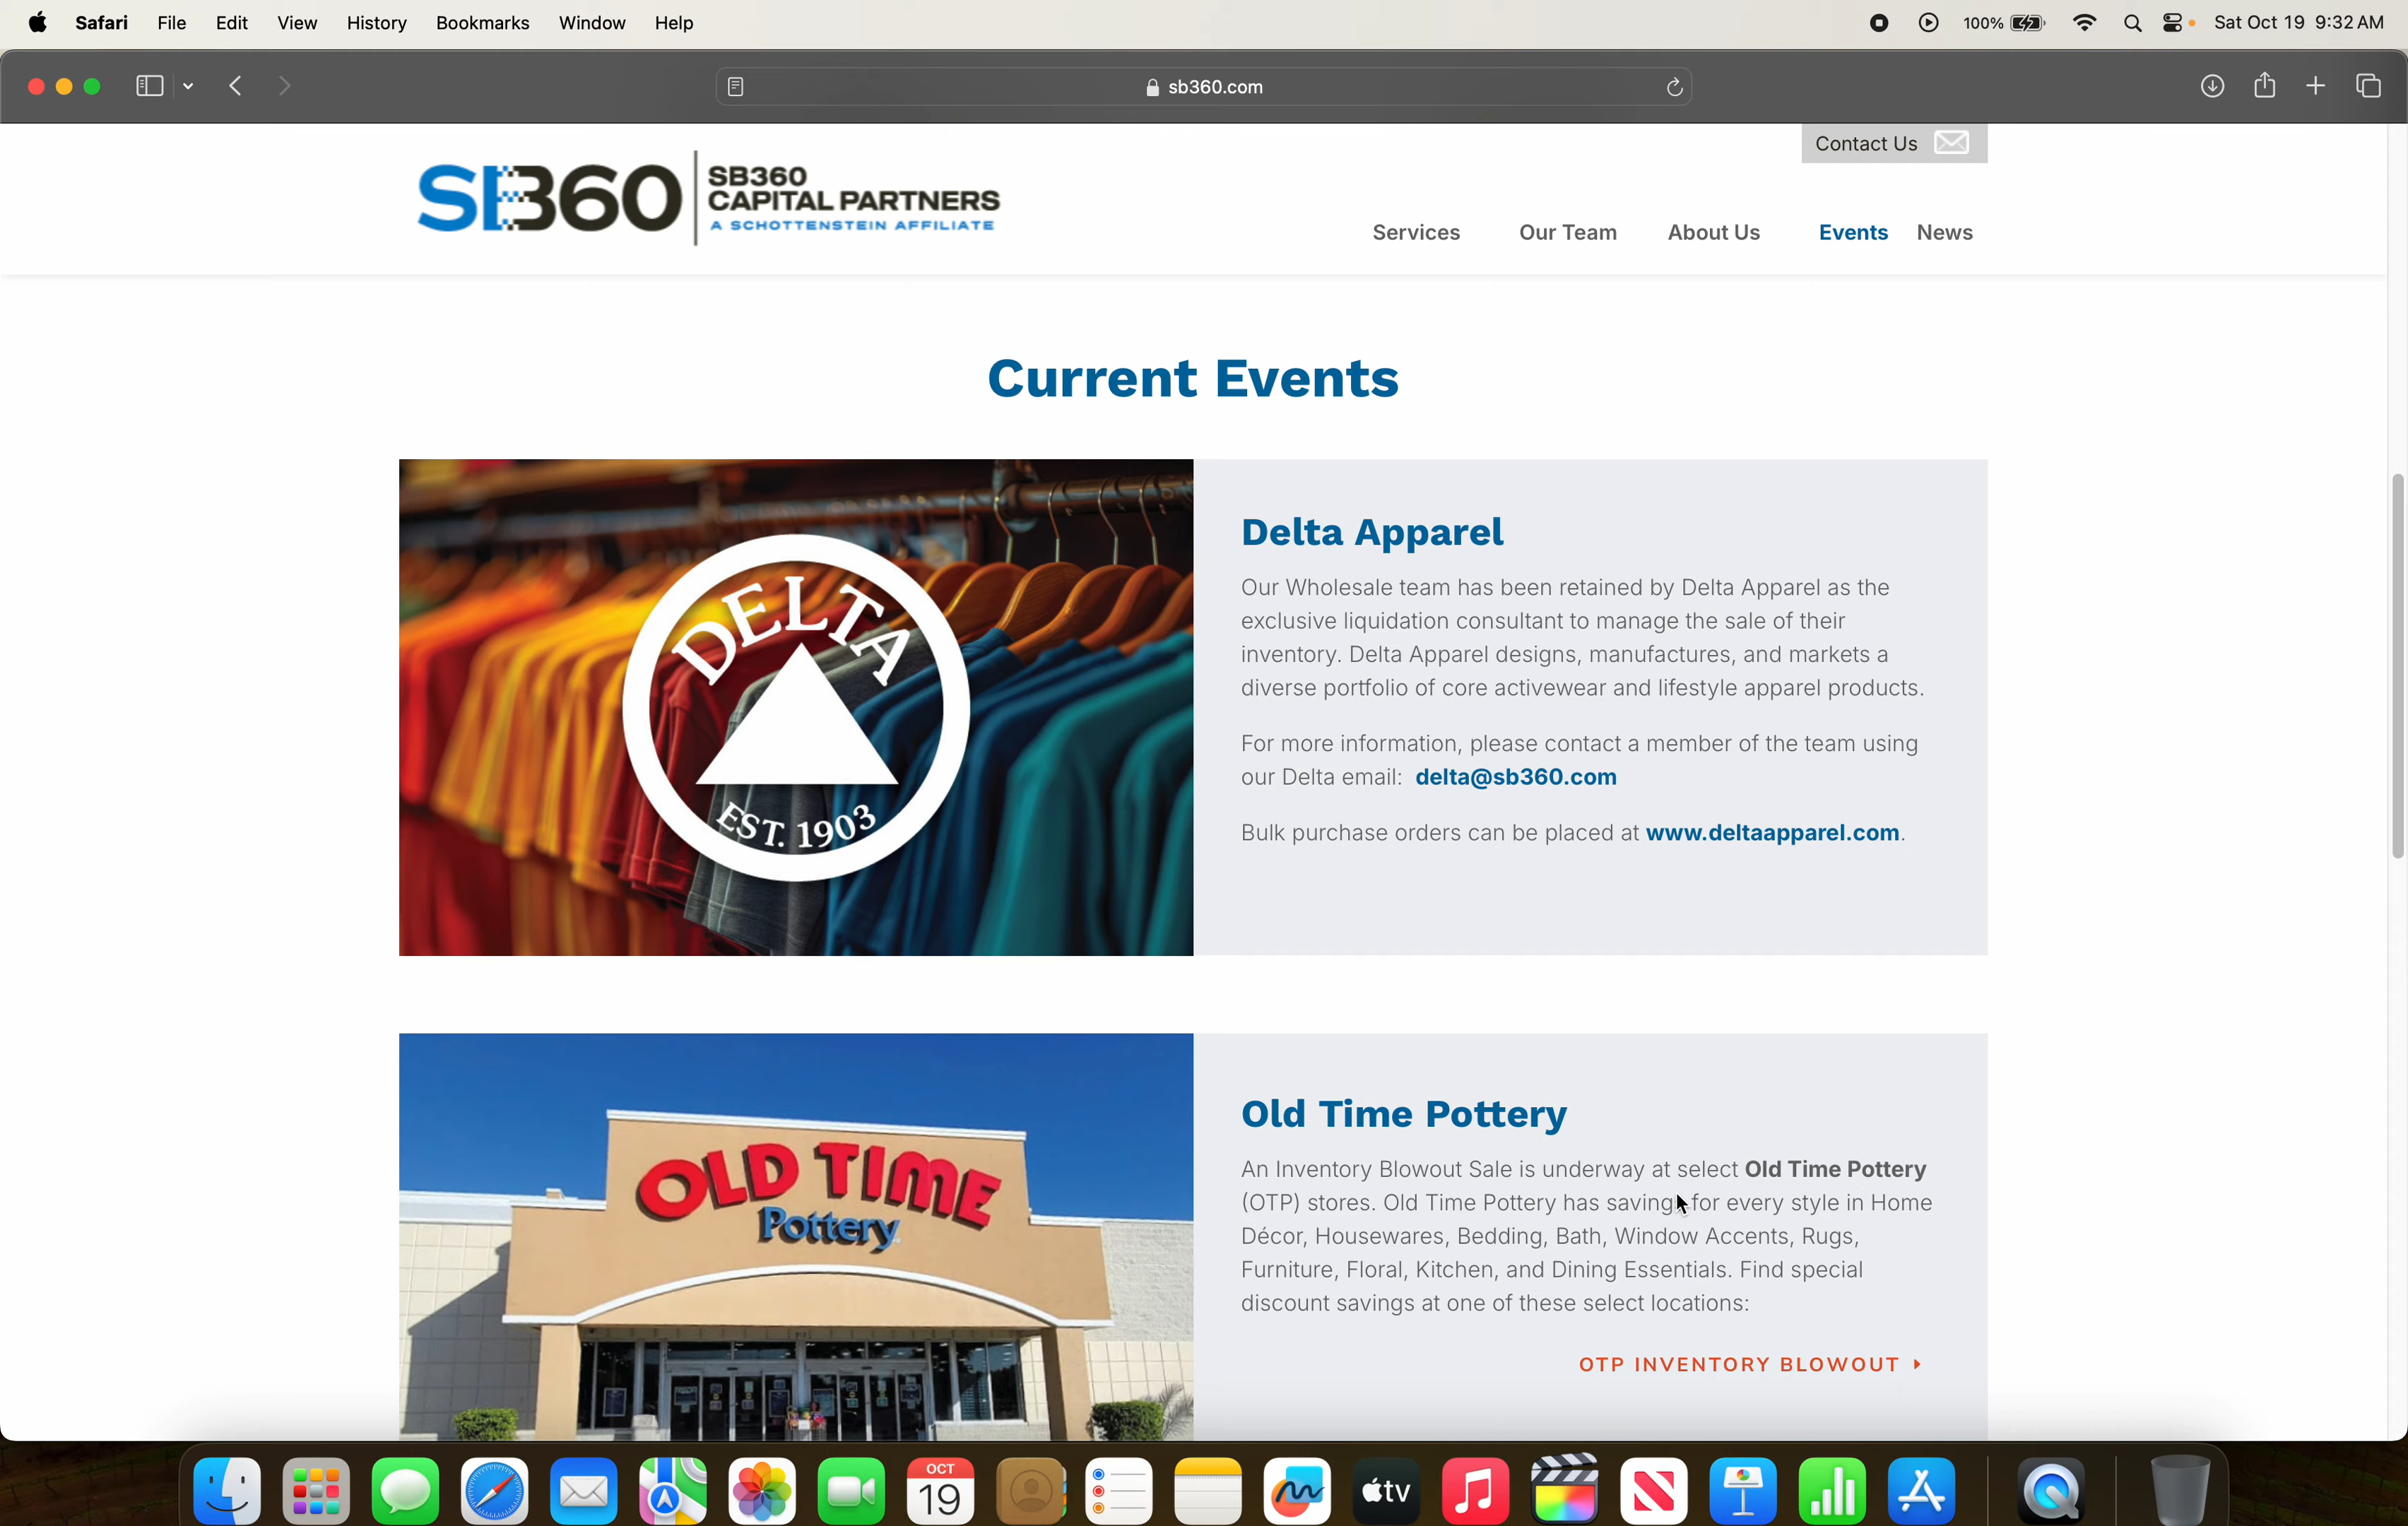 Safari File Edit View History Bookmarks Window Help 100% Sat Oct 19 9:32 AM
sb360.com
Contact Us
SB360 SB360
CAPITAL PARTNERS
A SCHOTTENSTEIN AFFILIATE
Services Our Team About Us Events News
Current Events
DELTA
EST. 1903
Delta Apparel
Our Wholesale team has been retained by Delta Apparel as the
exclusive liquidation consultant to manage the sale of their
inventory. Delta Apparel designs, manufactures, and markets a
diverse portfolio of core activewear and lifestyle apparel products.
For more information, please contact a member of the team using
our Delta email: delta@sb360.com
Bulk purchase orders can be placed at www.deltaapparel.com.
OLD TIME
Pottery
Old Time Pottery
An Inventory Blowout Sale is underway at select Old Time Pottery
(OTP) stores. Old Time Pottery has savings for every style in Home
Décor, Housewares, Bedding, Bath, Window Accents, Rugs,
Furniture, Floral, Kitchen, and Dining Essentials. Find special
discount savings at one of these select locations:
OTP INVENTORY BLOWOUT
OCT
19
tv